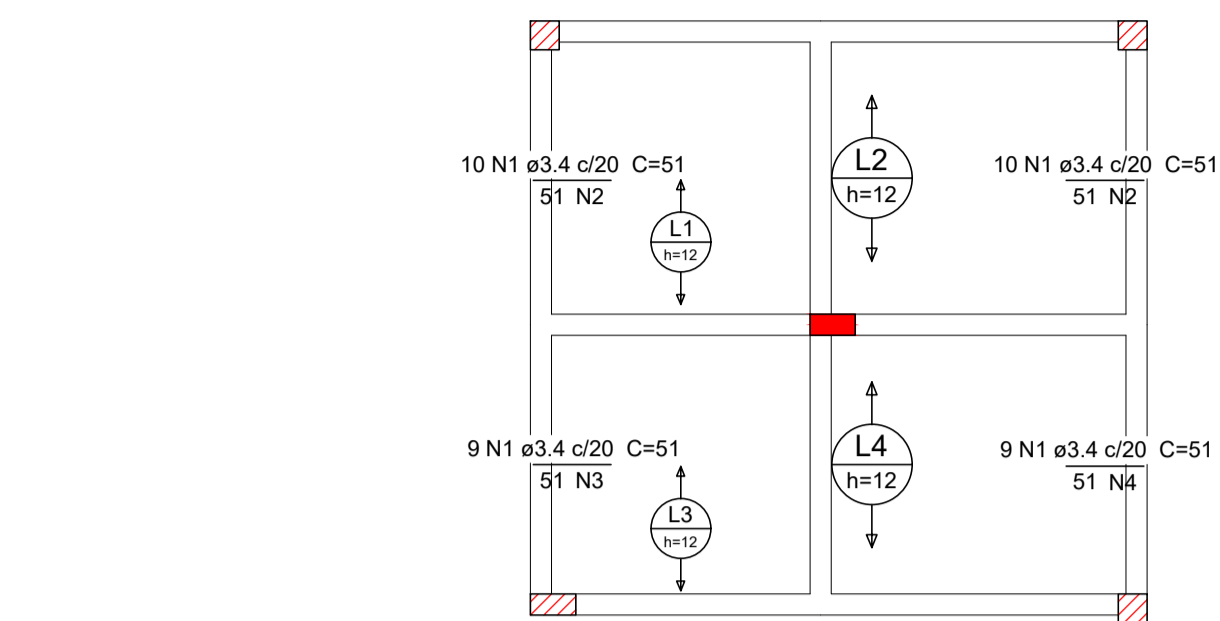 10 N1 ø3.4 c/20 C=51
51 N2
L1
h=12
L2
h=12
10 N1 ø3.4 c/20 C=51
51 N2
9 N1 ø3.4 c/20 C=51
51 N3
L3
h=12
L4
h=12
9 N1 ø3.4 c/20 C=51
51 N4